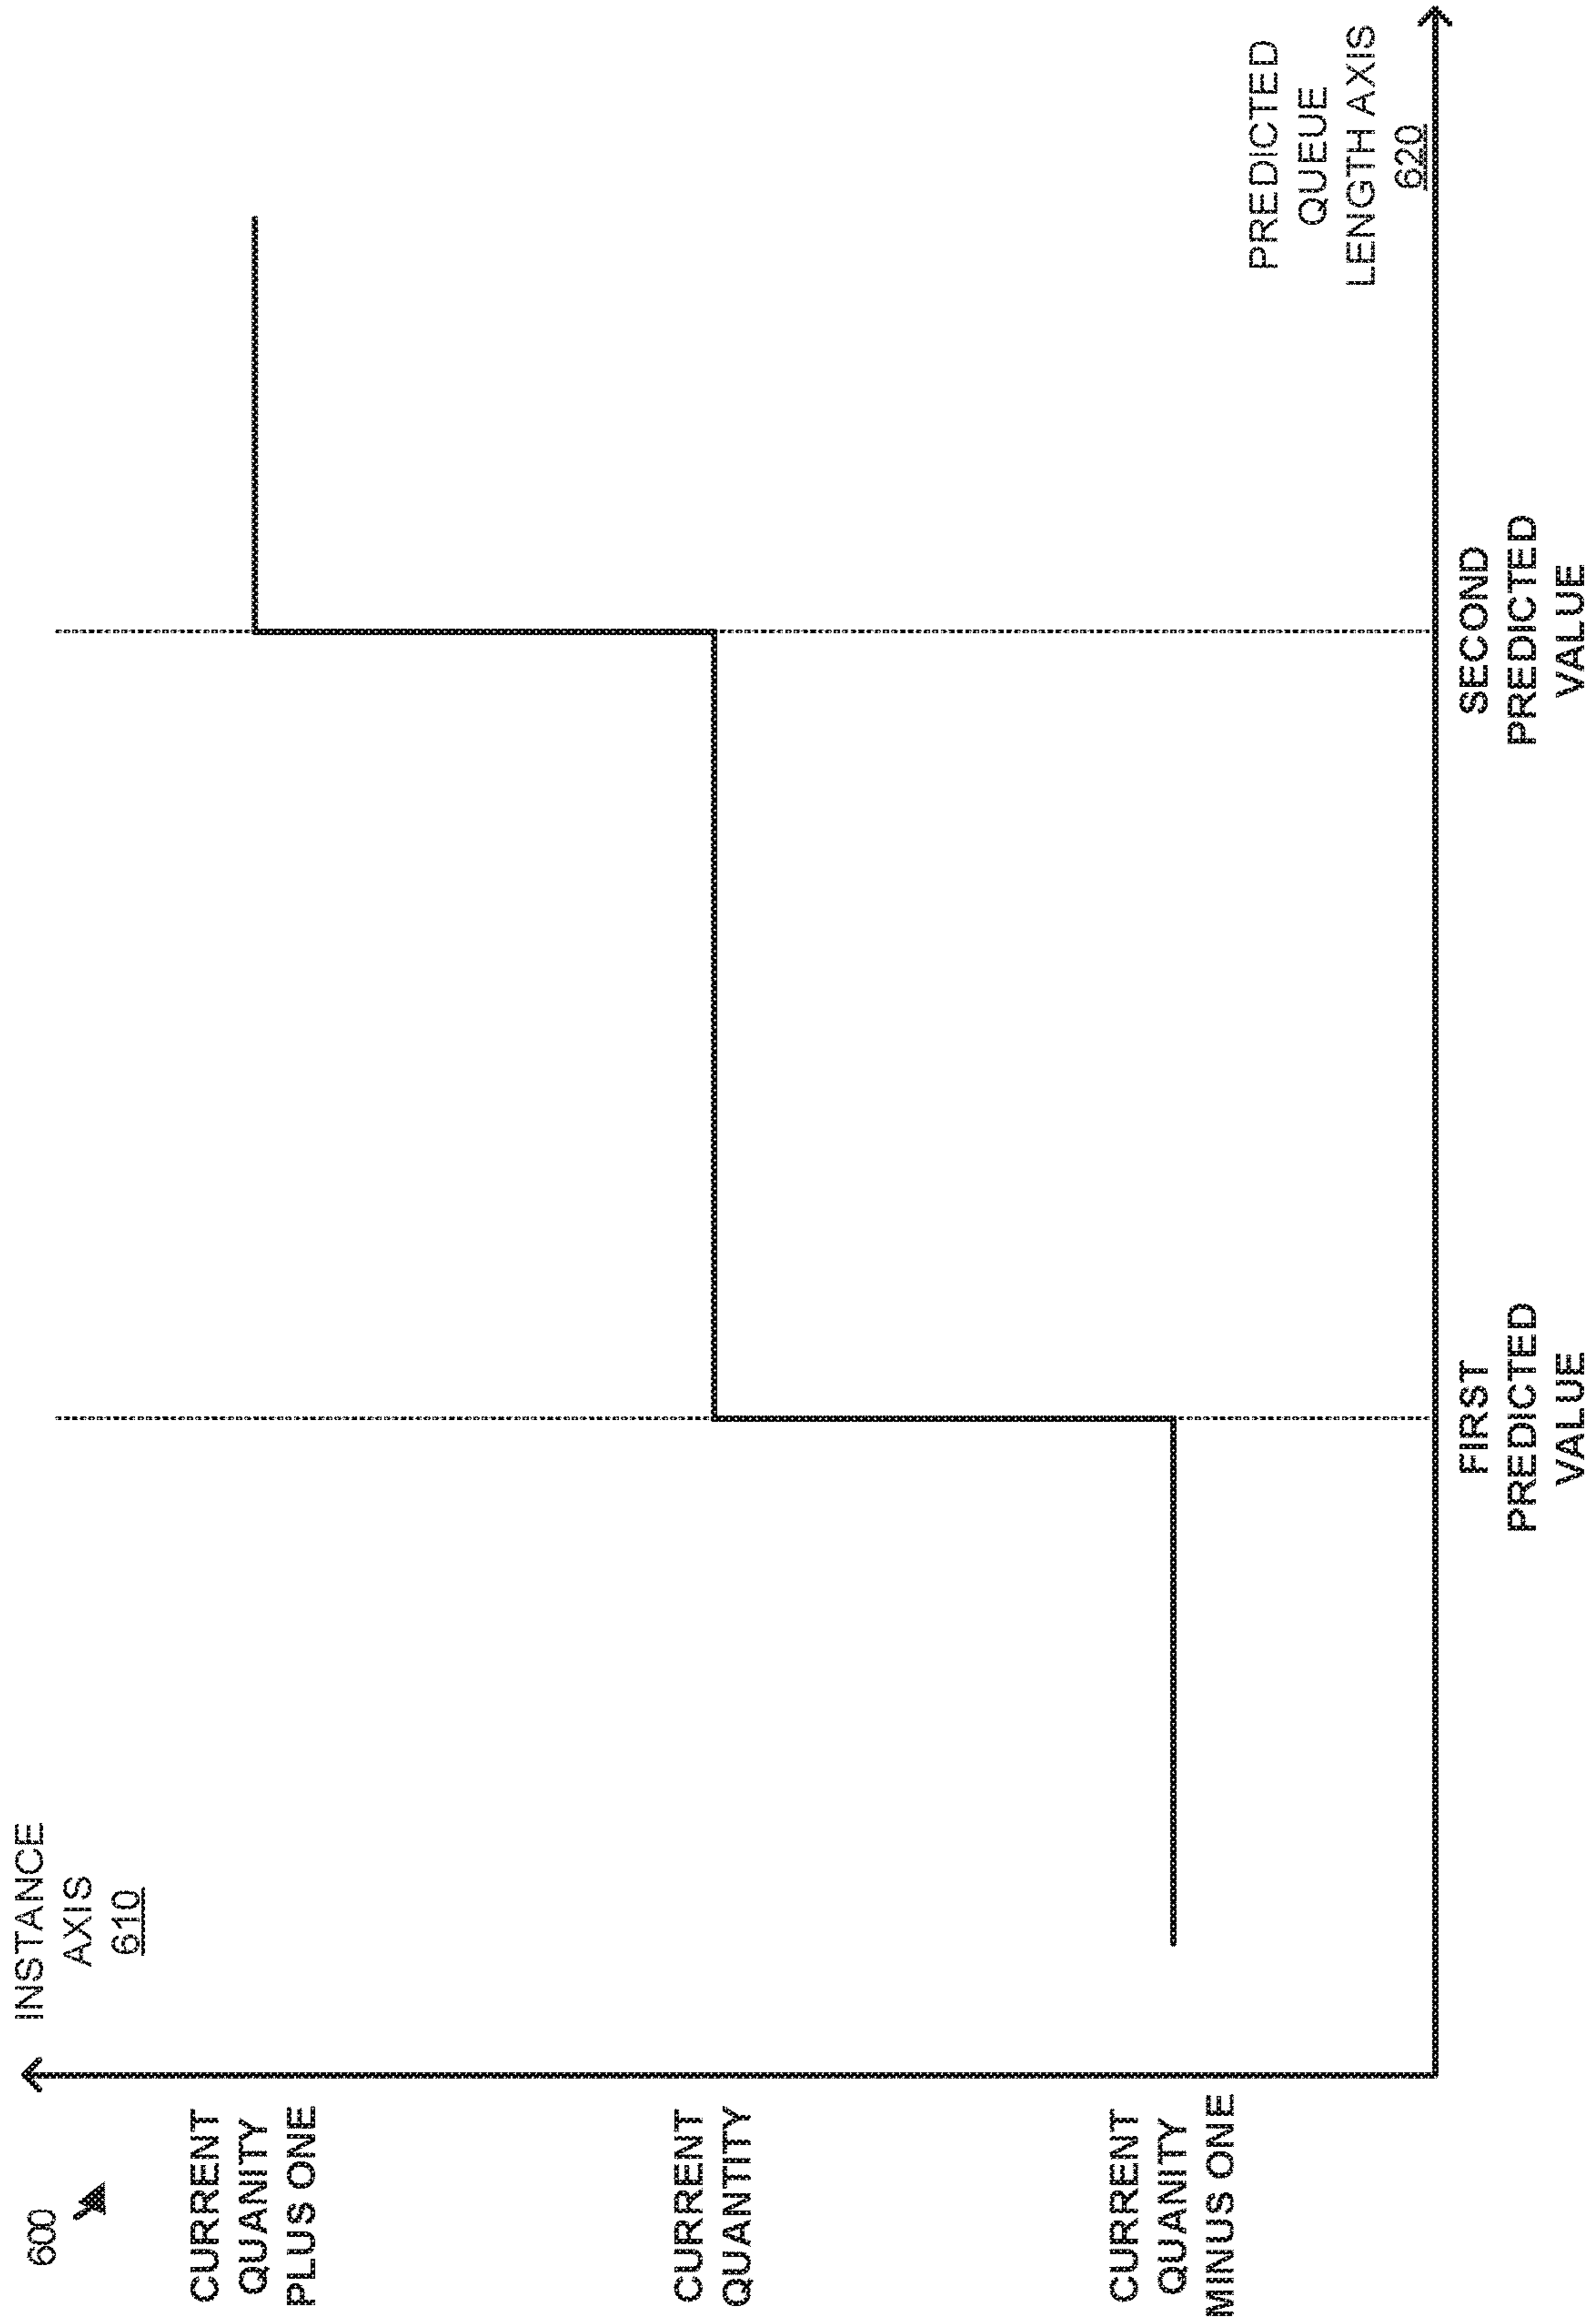 600
INSTANCE
AXIS
610
CURRENT
QUANITY
PLUS ONE
CURRENT
QUANTITY
CURRENT
QUANITY
MINUS ONE
PREDICTED
QUEUE
LENGTH AXIS
620
FIRST
PREDICTED
VALUE
SECOND
PREDICTED
VALUE